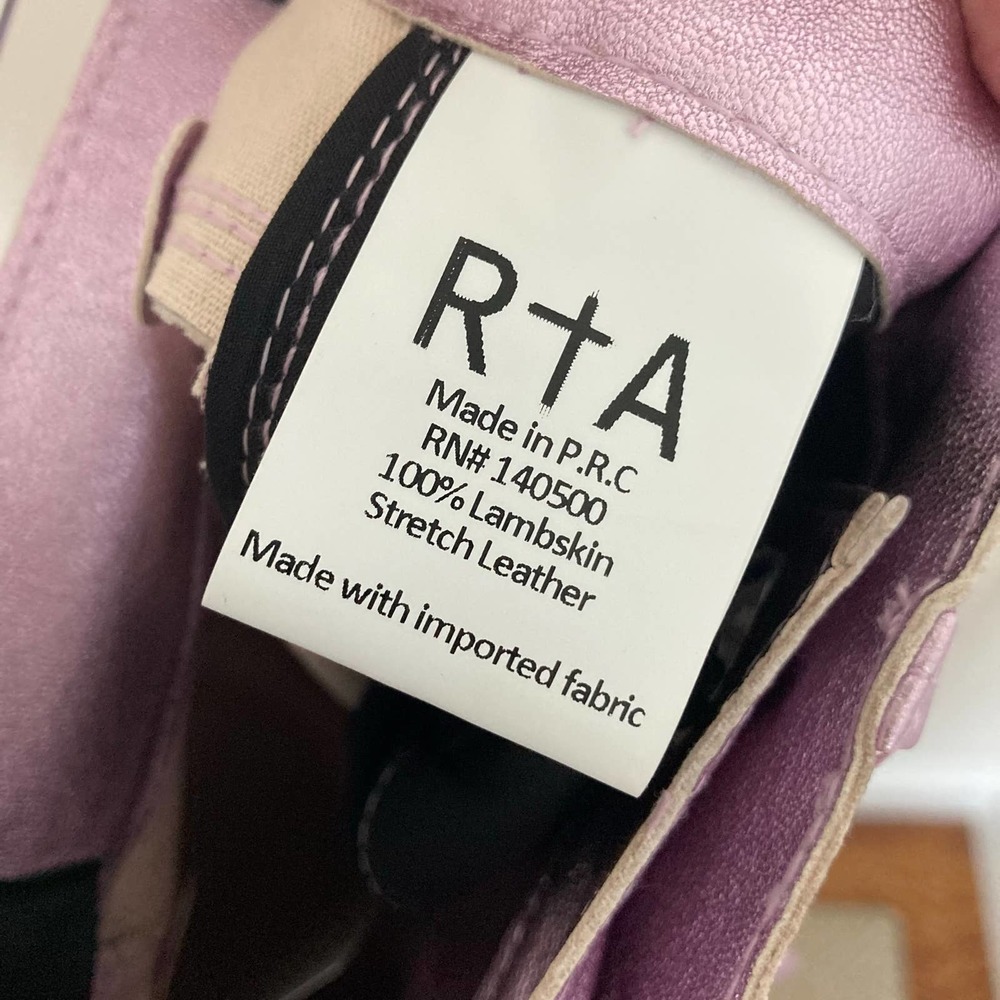 R†A
Made in P.R.C
RN# 140500
100% Lambskin
Stretch Leather
Made with imported fabric